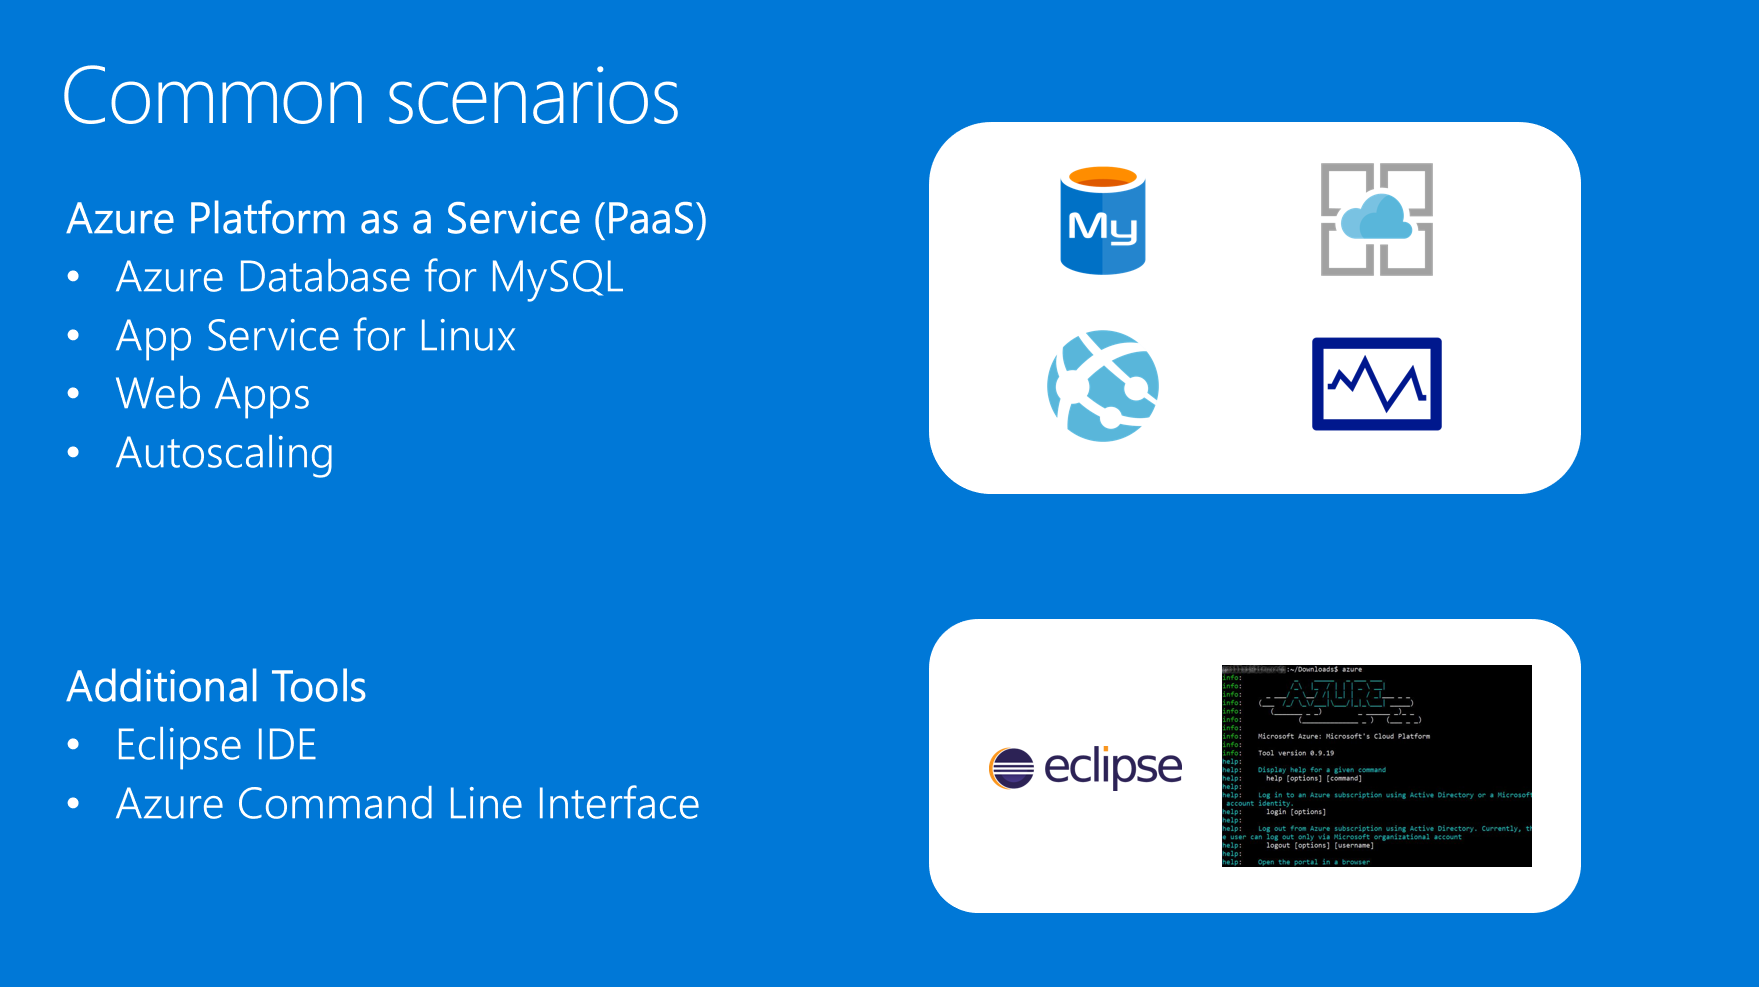 Common scenarios
Azure Platform as a Service (PaaS)
• Azure Database for MySQL
• App Service for Linux
• Web Apps
• Autoscaling
My
Additional Tools
• Eclipse IDE
• Azure Command Line Interface
eclipse
:~/Downloads$ azure
info:
info:
info:
info:
info:
info:
info:
info: Microsoft Azure: Microsoft's Cloud Platform
info:
info: Tool version 0.9.19
help:
help: Display help for a given command
help: help [options] [command]
help:
help: Log in to an Azure subscription using Active Directory or a Microsoft
account identity.
help: login [options]
help:
help: Log out from Azure subscription using Active Directory. Currently, th
e user can log out only via Microsoft organizational account
help: logout [options] [username]
help:
help: Open the portal in a browser